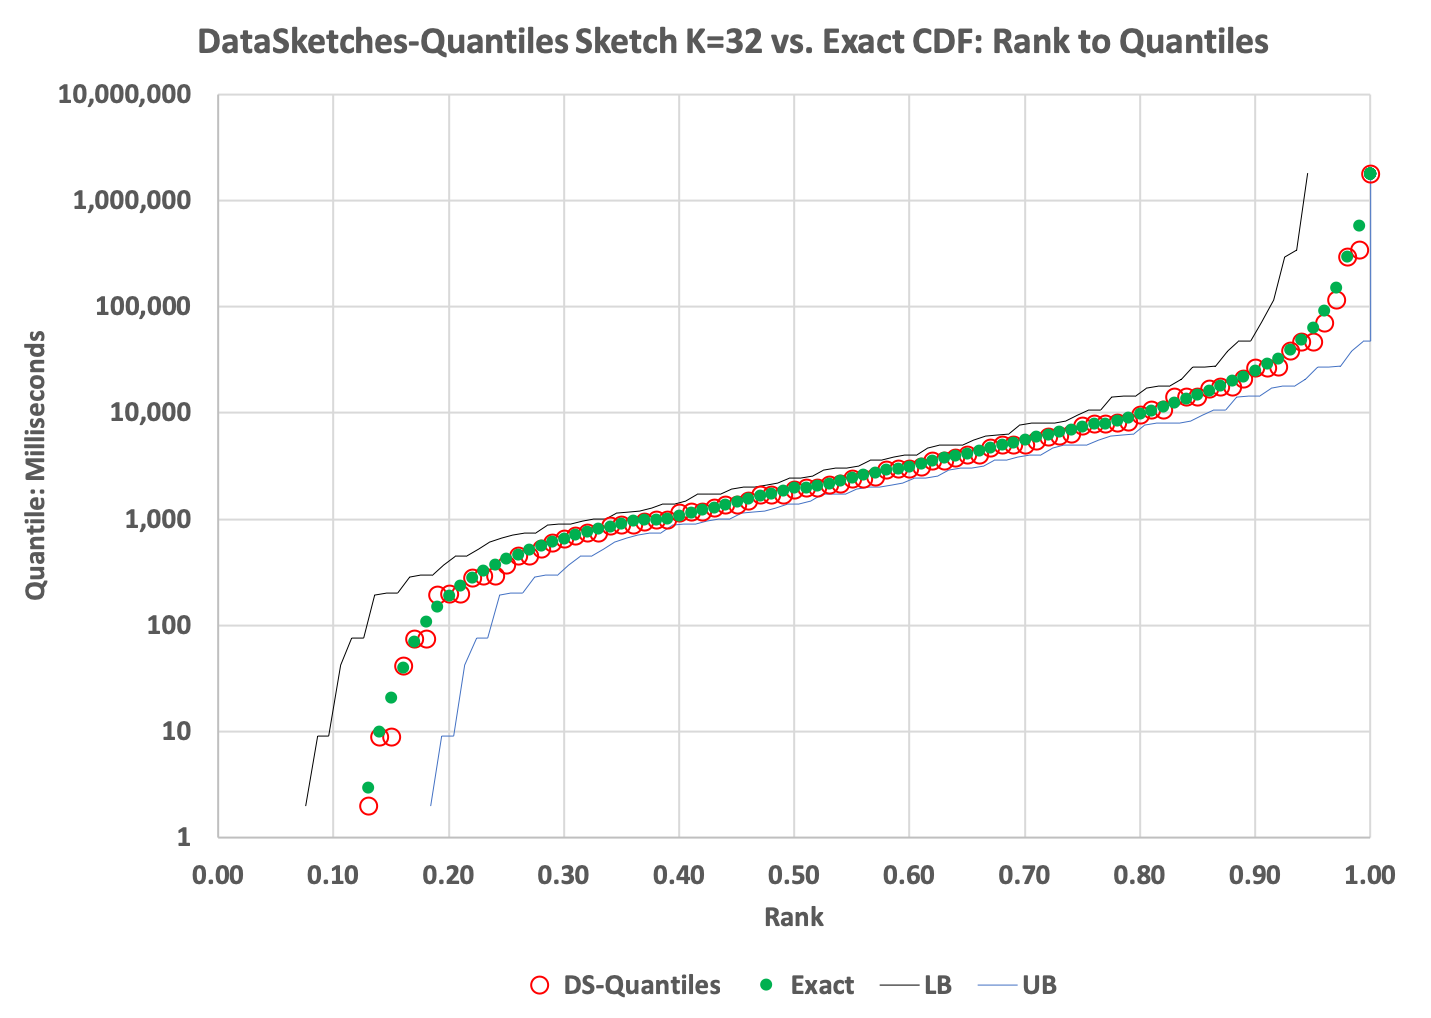 DataSketches-Quantiles Sketch K=32 vs. Exact CDF: Rank to Quantiles
10,000,000
1,000,000
100,000
10,000
1,000
100
10
1
Quantile: Milliseconds
0.00 0.10 0.20 0.30 0.40 0.50 0.60 0.70 0.80 0.90 1.00
Rank
DS-Quantiles Exact LB UB